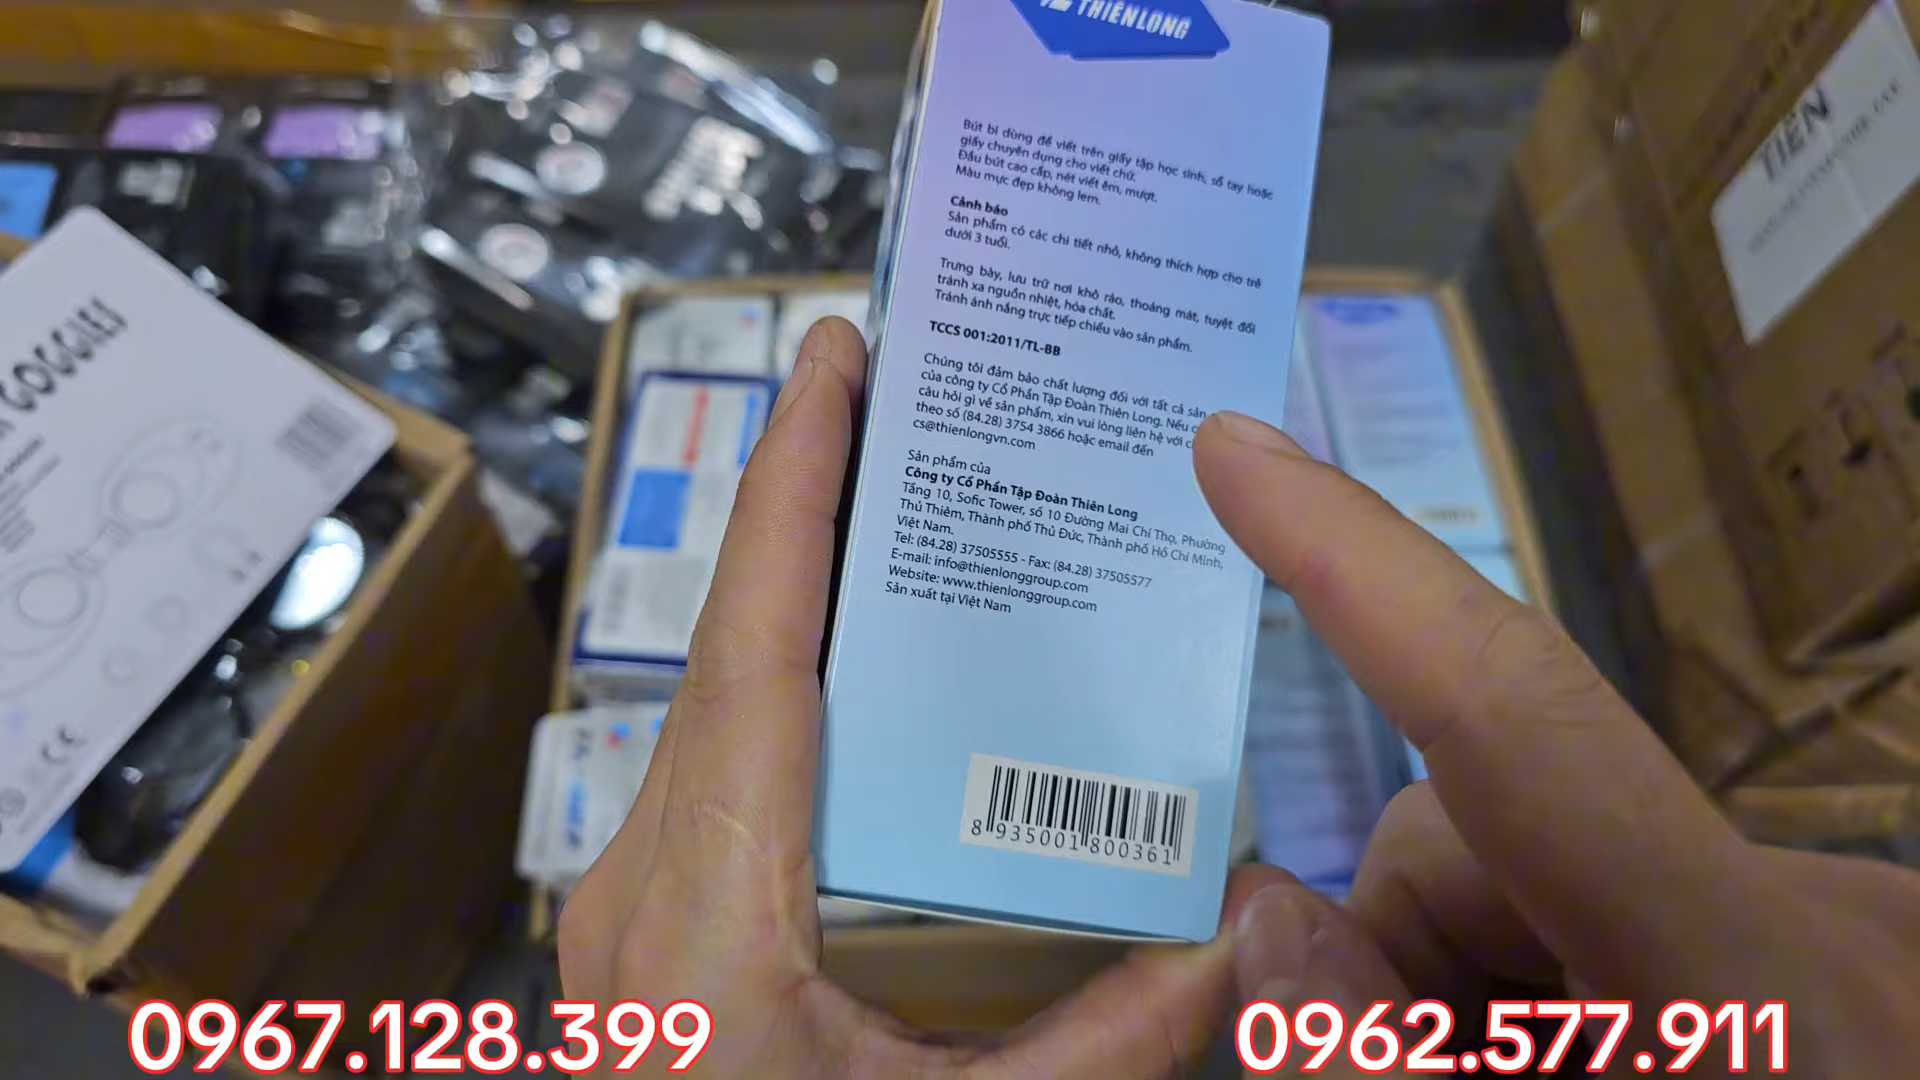 THIÊN LONG
Bút bi dùng để viết trên giấy tập học sinh, sổ tay hoặc
giấy chuyên dụng cho viết chữ.
Đầu bút cao cấp, nét viết êm, mượt.
Màu mực đẹp không lem.
Cảnh báo
Sản phẩm có các chi tiết nhỏ, không thích hợp cho trẻ
dưới 3 tuổi.
Trưng bày, lưu trữ nơi khô ráo, thoáng mát, tuyệt đối
tránh xa nguồn nhiệt, hóa chất.
Tránh ánh nắng trực tiếp chiếu vào sản phẩm.
TCCS 001:2011/TL-BB
Chúng tôi đảm bảo chất lượng đối với tất cả sản
của công ty Cổ Phần Tập Đoàn Thiên Long. Nếu
câu hỏi gì về sản phẩm, xin vui lòng liên hệ với
theo số (84.28) 3754 3866 hoặc email đến
cs@thienlongvn.com
Sản phẩm của
Công ty Cổ Phần Tập Đoàn Thiên Long
Tầng 10, Sofic Tower, số 10 Đường Mai Chí Thọ, Phường
Thủ Thiêm, Thành phố Thủ Đức, Thành phố Hồ Chí Minh,
Việt Nam.
Tel: (84.28) 37505555 - Fax: (84.28) 37505577
E-mail: info@thienlonggroup.com
Website: www.thienlonggroup.com
Sản xuất tại Việt Nam
8 935001 800361
GOGGLES
CE
TIẾN
0967.128.399
0962.577.911